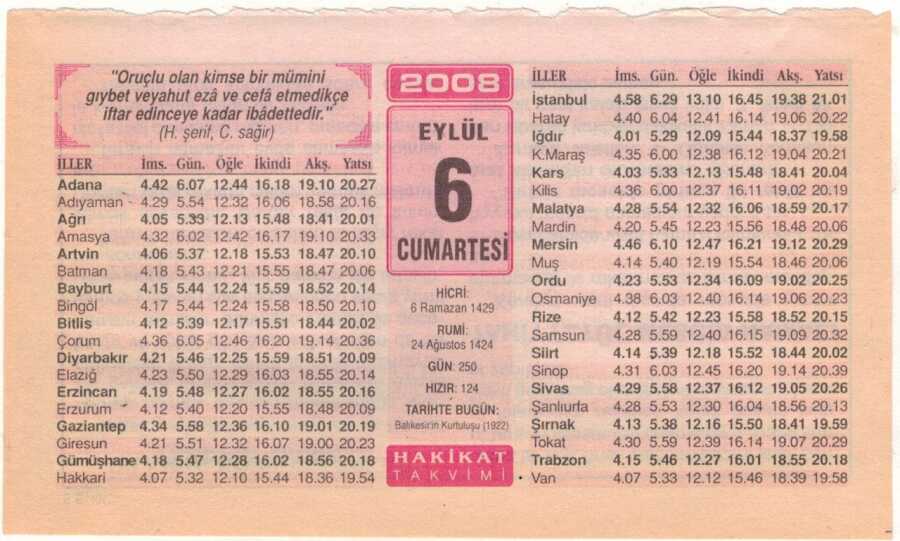 "Oruçlu olan kimse bir mümini
gıybet veyahut ezâ ve cefâ etmedikçe
iftar edinceye kadar ibâdettedir."
(H. şerif, C. sağir)
İLLER İms. Gün. Öğle İkindi Akş. Yatsı
Adana 4.42 6.07 12.44 16.18 19.10 20.27
Adıyaman 4.29 5.54 12.32 16.06 18.58 20.16
Ağrı 4.05 5.33 12.13 15.48 18.41 20.01
Amasya 4.32 6.02 12.42 16.17 19.10 20.33
Artvin 4.06 5.37 12.18 15.53 18.47 20.10
Batman 4.18 5.43 12.21 15.55 18.47 20.06
Bayburt 4.15 5.44 12.24 15.59 18.52 20.14
Bingöl 4.17 5.44 12.24 15.58 18.50 20.10
Bitlis 4.12 5.39 12.17 15.51 18.44 20.02
Çorum 4.36 6.05 12.46 16.20 19.14 20.36
Diyarbakır 4.21 5.46 12.25 15.59 18.51 20.09
Elazığ 4.23 5.50 12.29 16.03 18.55 20.14
Erzincan 4.19 5.48 12.27 16.02 18.55 20.16
Erzurum 4.12 5.40 12.20 15.55 18.48 20.09
Gaziantep 4.34 5.58 12.36 16.10 19.01 20.19
Giresun 4.21 5.51 12.32 16.07 19.00 20.23
Gümüşhane 4.18 5.47 12.28 16.02 18.56 20.18
Hakkari 4.07 5.32 12.10 15.44 18.36 19.54
2008
EYLÜL
6
CUMARTESİ
HİCRİ:
6 Ramazan 1429
RUMİ:
24 Ağustos 1424
GÜN: 250
HIZIR: 124
TARİHTE BUGÜN:
Balıkesir'in Kurtuluşu (1922)
HAKİKAT
TAKVİMİ
İLLER İms. Gün. Öğle İkindi Akş. Yatsı
İstanbul 4.58 6.29 13.10 16.45 19.38 21.01
Hatay 4.40 6.04 12.41 16.14 19.06 20.22
Iğdır 4.01 5.29 12.09 15.44 18.37 19.58
K.Maraş 4.35 6.00 12.38 16.12 19.04 20.21
Kars 4.03 5.33 12.13 15.48 18.41 20.04
Kilis 4.36 6.00 12.37 16.11 19.02 20.19
Malatya 4.28 5.54 12.32 16.06 18.59 20.17
Mardin 4.20 5.45 12.23 15.56 18.48 20.06
Mersin 4.46 6.10 12.47 16.21 19.12 20.29
Muş 4.14 5.40 12.19 15.54 18.46 20.06
Ordu 4.23 5.53 12.34 16.09 19.02 20.25
Osmaniye 4.38 6.03 12.40 16.14 19.06 20.23
Rize 4.12 5.42 12.23 15.58 18.52 20.15
Samsun 4.28 5.59 12.40 16.15 19.09 20.32
Siirt 4.14 5.39 12.18 15.52 18.44 20.02
Sinop 4.31 6.03 12.45 16.20 19.14 20.39
Sivas 4.29 5.58 12.37 16.12 19.05 20.26
Şanlıurfa 4.28 5.53 12.30 16.04 18.56 20.13
Şırnak 4.13 5.38 12.16 15.50 18.41 19.59
Tokat 4.30 5.59 12.39 16.14 19.07 20.29
Trabzon 4.15 5.46 12.27 16.01 18.55 20.18
Van 4.07 5.33 12.12 15.46 18.39 19.58